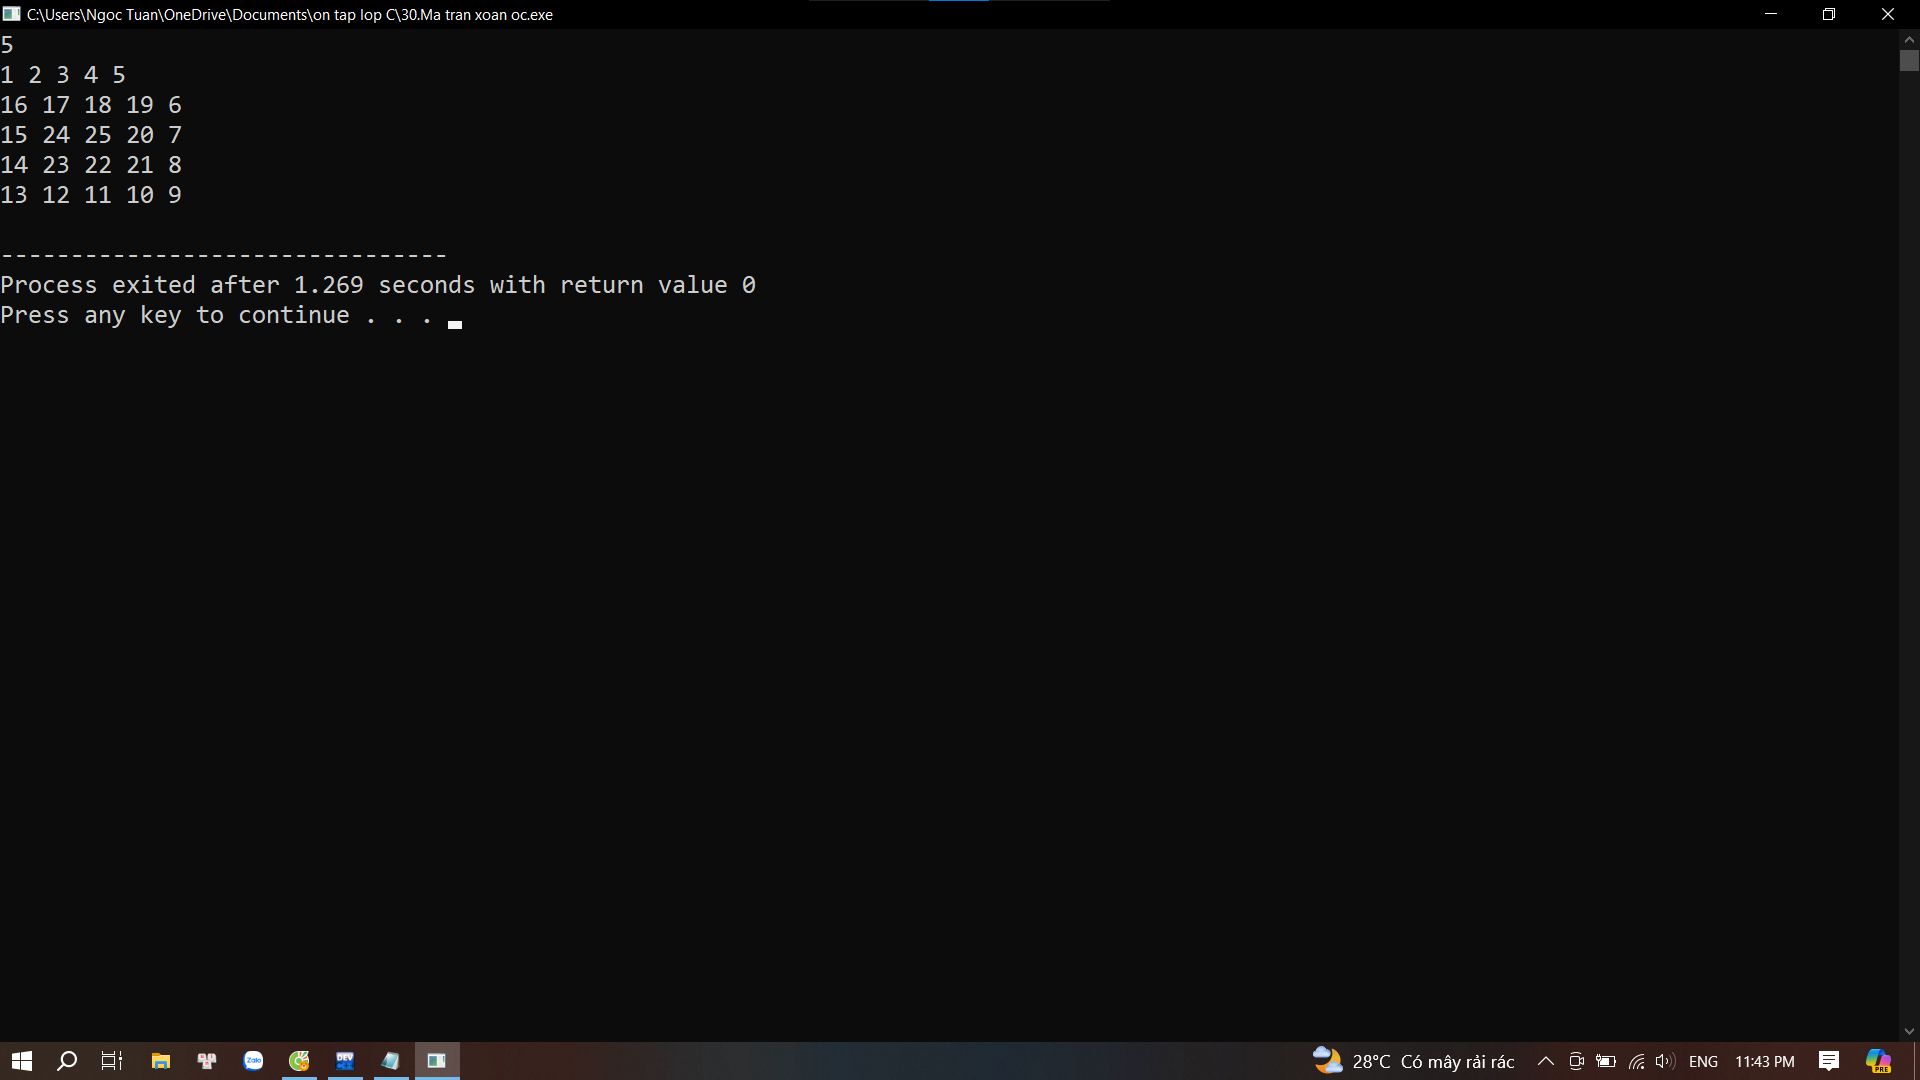 C:\Users\Ngoc Tuan\OneDrive\Documents\on tap lop C\30.Ma tran xoan oc.exe
5
1 2 3 4 5
16 17 18 19 6
15 24 25 20 7
14 23 22 21 8
13 12 11 10 9
--------------------------------
Process exited after 1.269 seconds with return value 0
Press any key to continue . . .
Zalo DEV C++ 28°C Có mây rải rác ENG 11:43 PM PRE